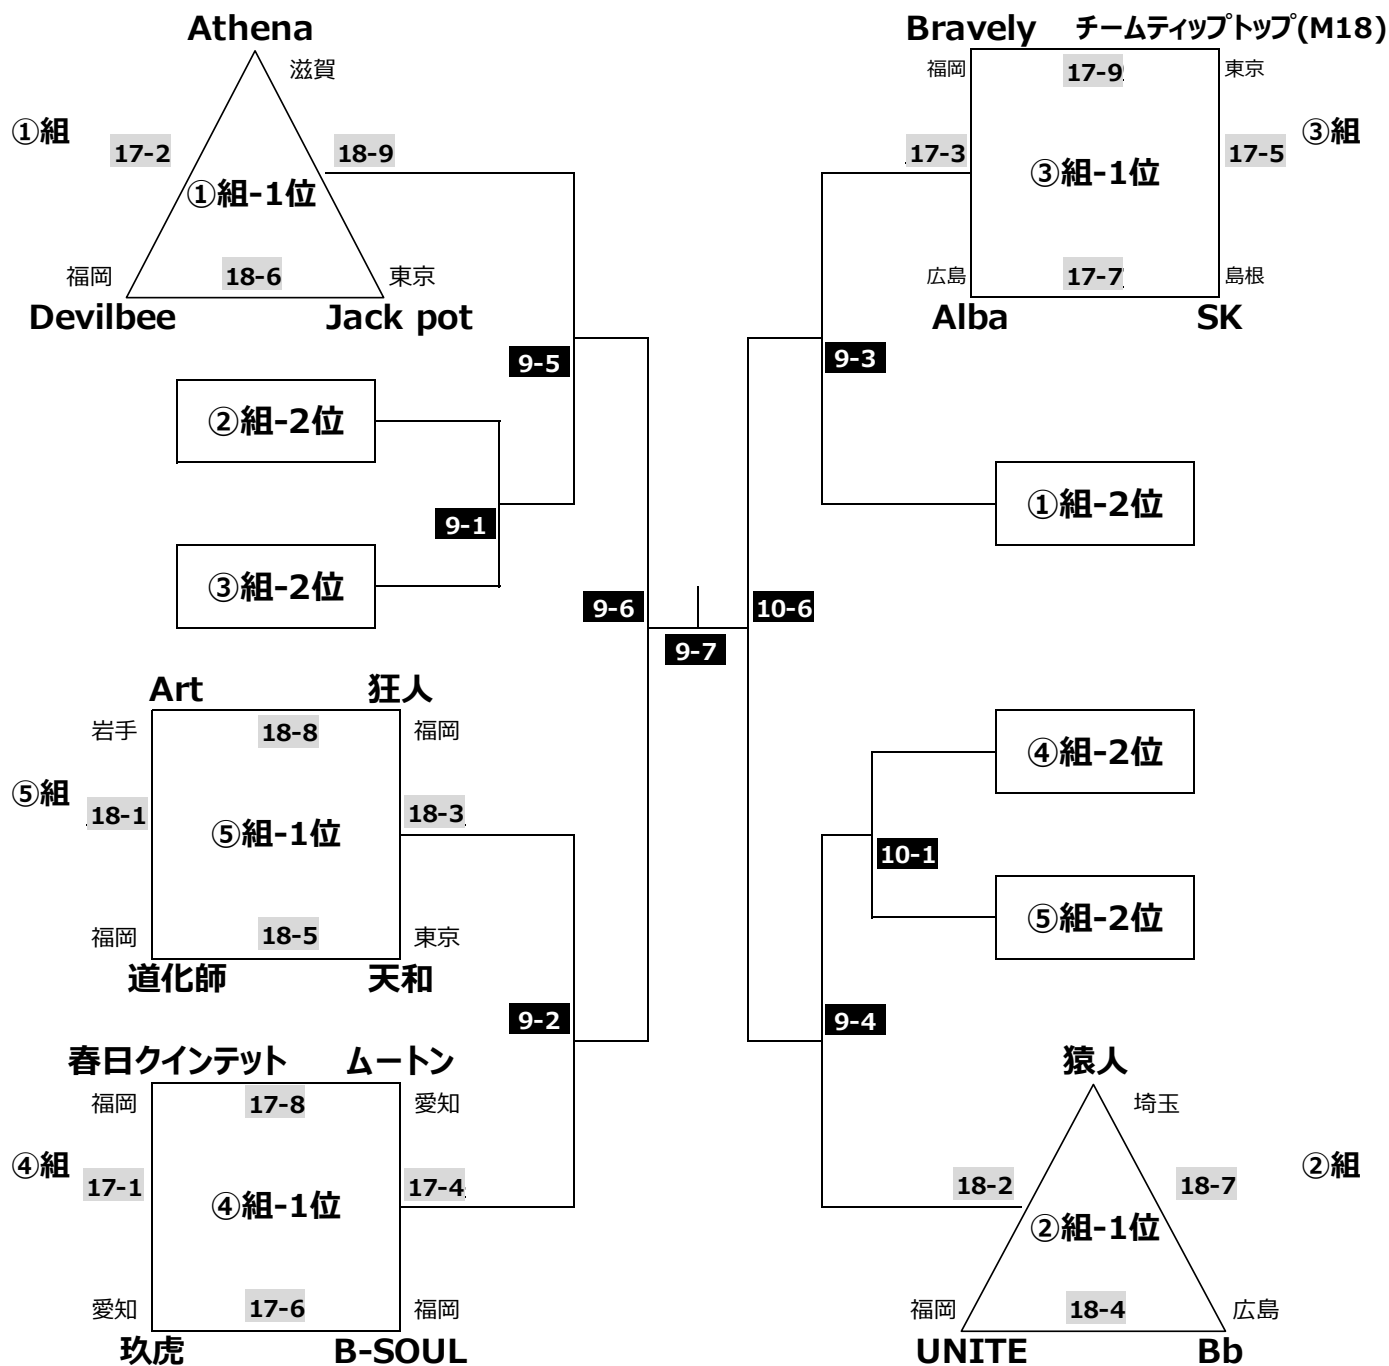 Athena
滋賀
①組
17-2
18-9
①組-1位
福岡
18-6
東京
Devilbee
Jack pot
Bravely
チームティップトップ(M18)
福岡
17-9
東京
17-3
③組-1位
17-5
③組
広島
17-7
島根
Alba
SK
9-5
9-3
②組-2位
9-1
③組-2位
①組-2位
9-6
10-6
9-7
Art
狂人
岩手
18-8
福岡
⑤組
18-1
⑤組-1位
18-3
福岡
18-5
東京
道化師
天和
④組-2位
10-1
⑤組-2位
9-2
9-4
春日クインテット
ムートン
福岡
17-8
愛知
④組
17-1
④組-1位
17-4
愛知
17-6
福岡
玖虎
B-SOUL
猿人
埼玉
18-2
18-7
②組
②組-1位
福岡
18-4
広島
UNITE
Bb